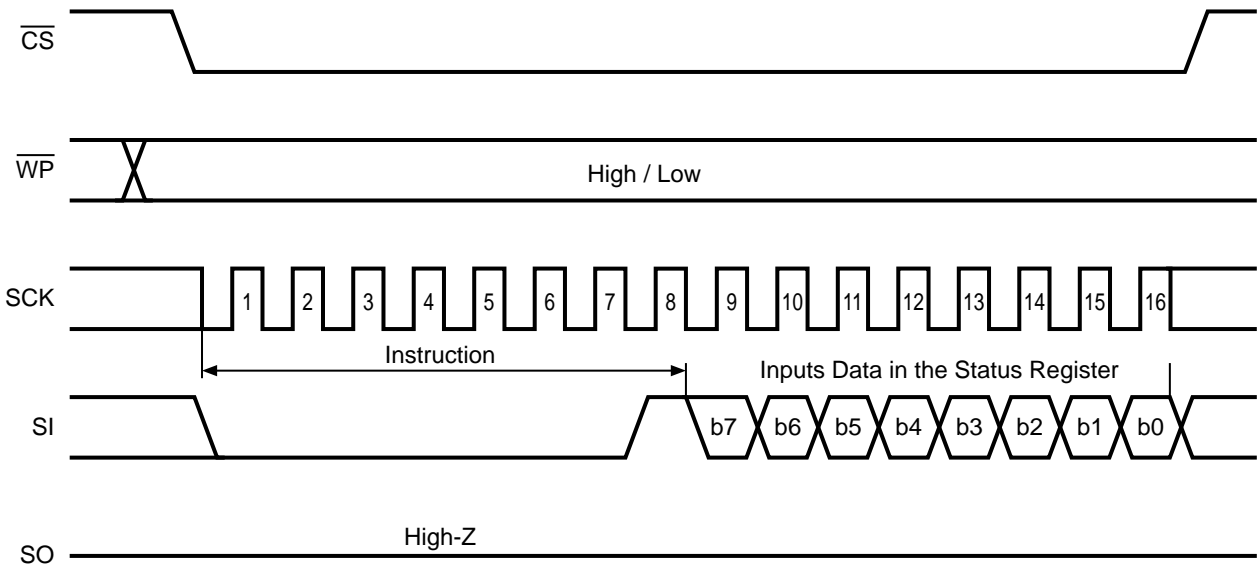 CS
WP
High / Low
SCK
1 2 3 4 5 6 7 8 9 10 11 12 13 14 15 16
Instruction
Inputs Data in the Status Register
SI
b7 b6 b5 b4 b3 b2 b1 b0
High-Z
SO